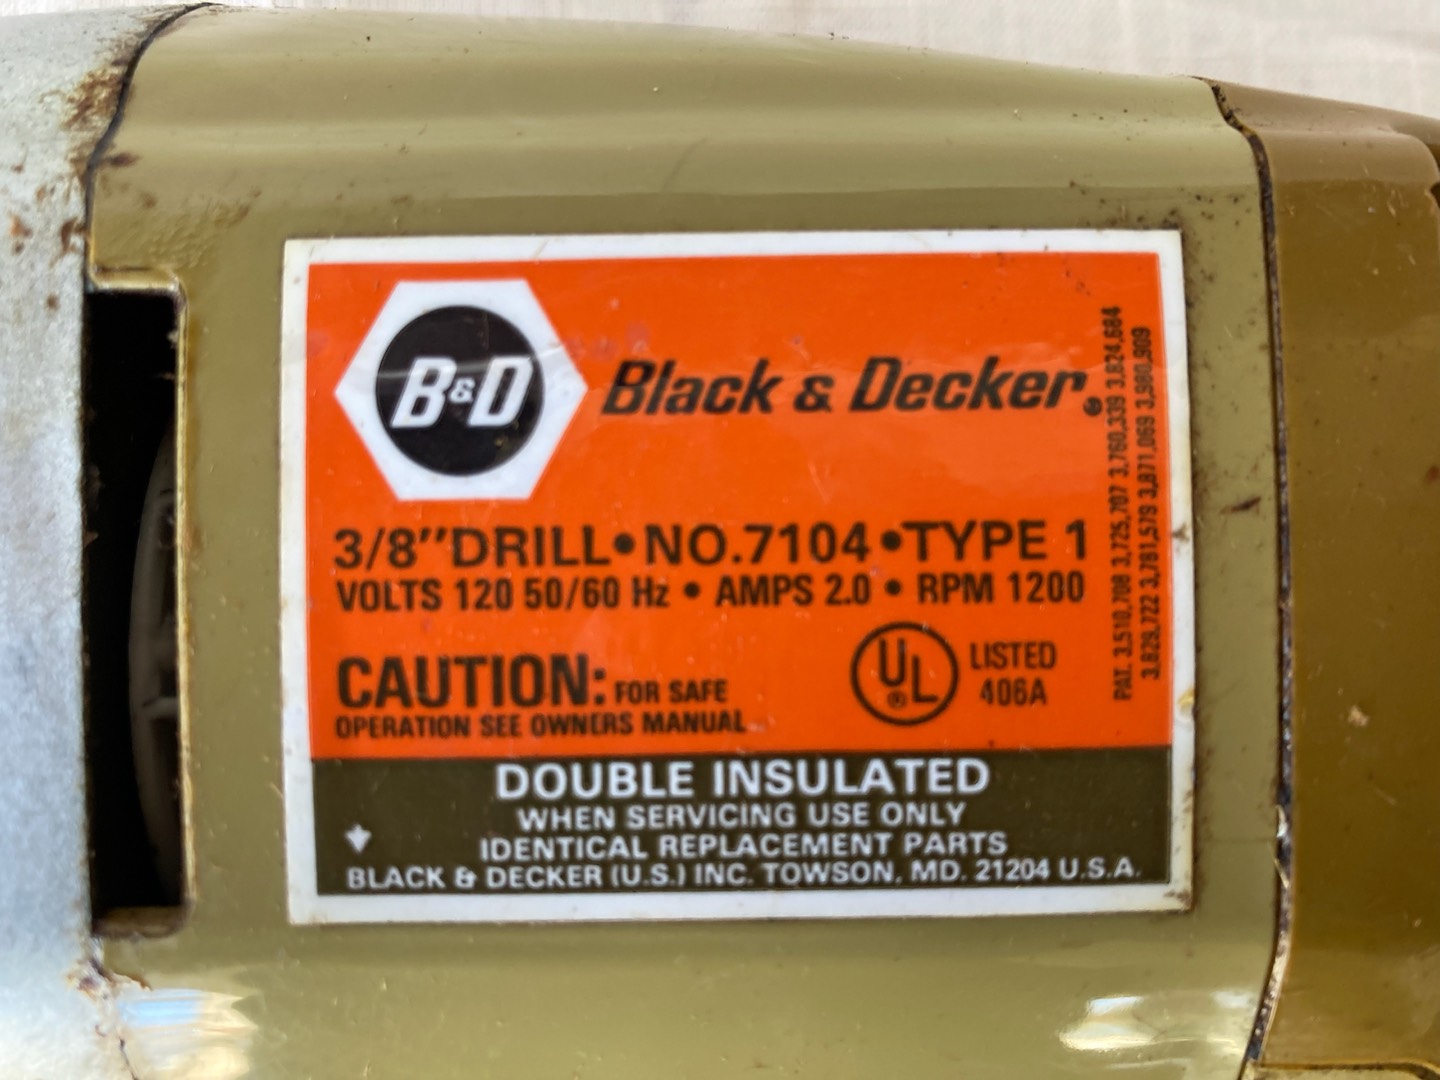 B&D
Black & Decker®
3/8" DRILL • NO. 7104 • TYPE 1
VOLTS 120 50/60 Hz • AMPS 2.0 • RPM 1200
CAUTION: FOR SAFE
OPERATION SEE OWNERS MANUAL
UL®
LISTED
406A
PAT. 3,510,708 3,725,707 3,760,339 3,624,684
3,829,722 3,781,579 3,871,069 3,980,909
DOUBLE INSULATED
WHEN SERVICING USE ONLY
IDENTICAL REPLACEMENT PARTS
BLACK & DECKER (U.S.) INC. TOWSON, MD. 21204 U.S.A.